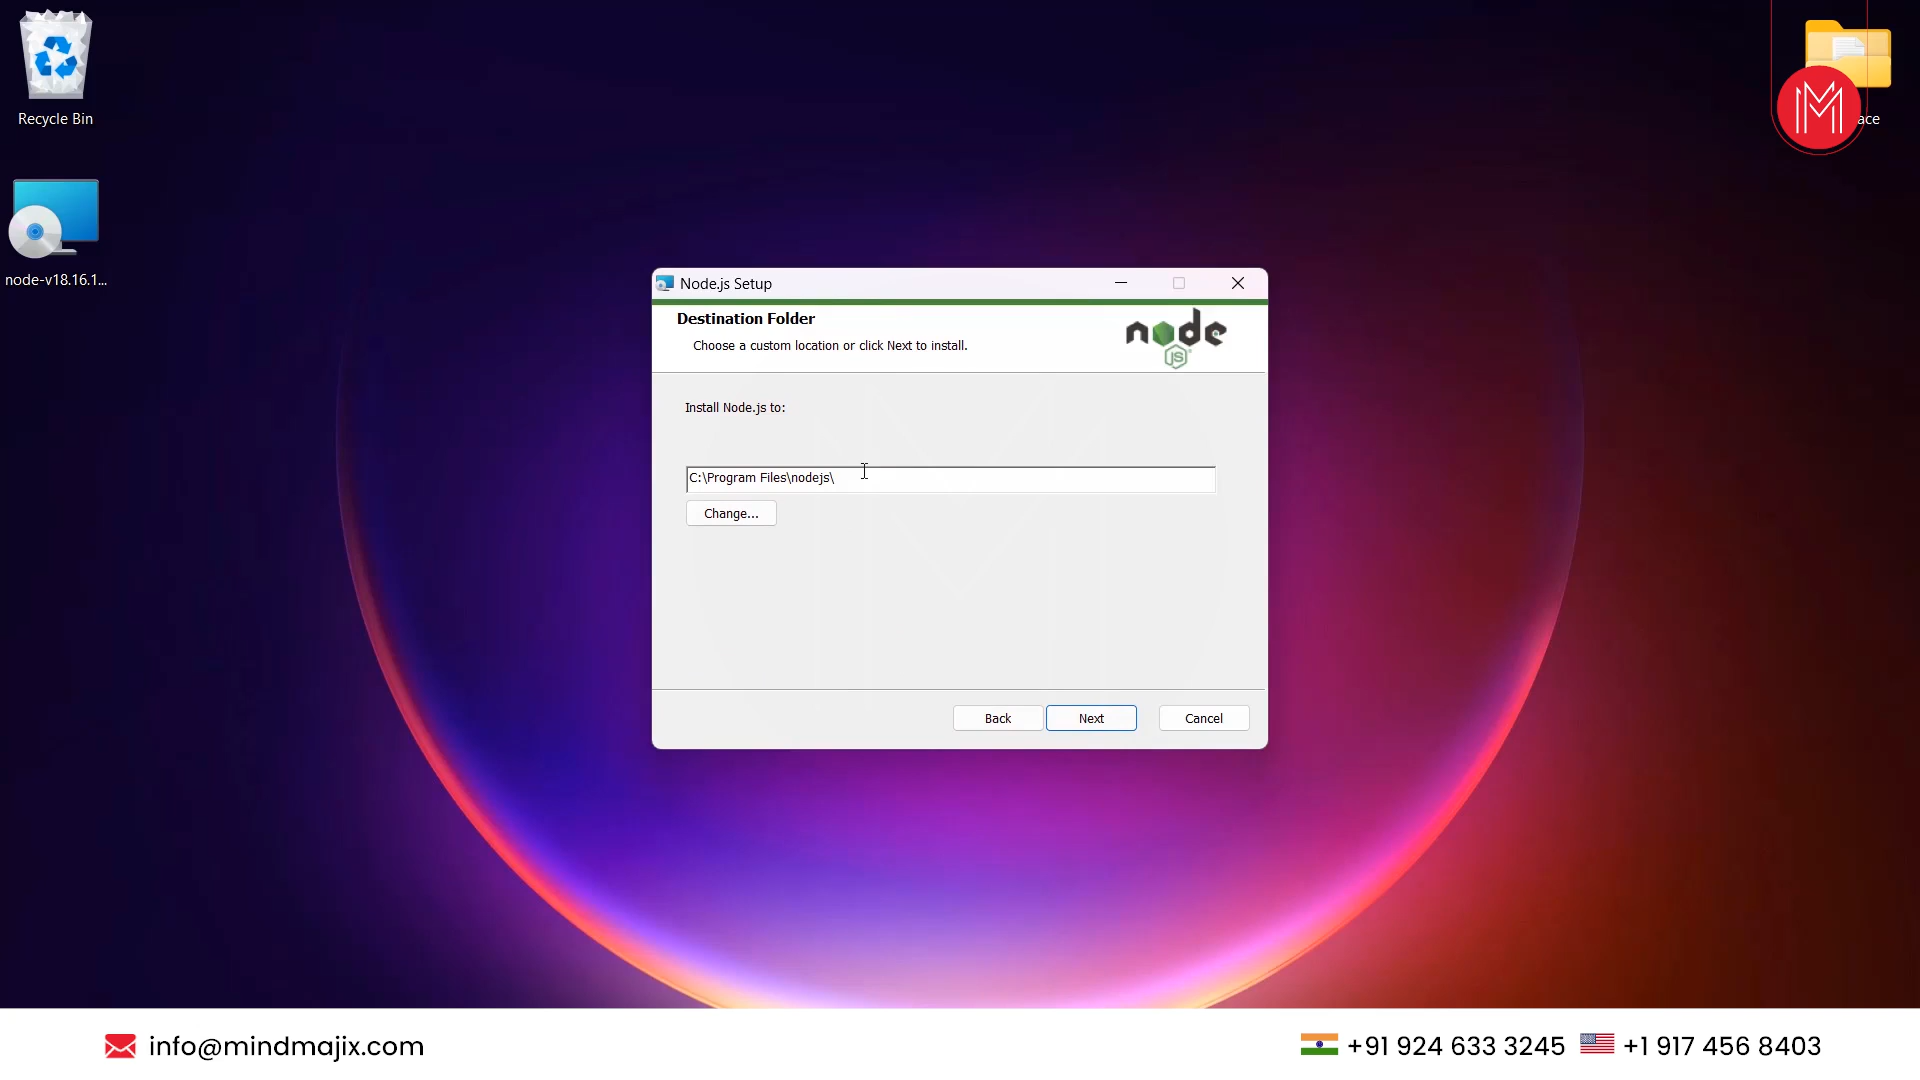 Recycle Bin
ace
node-v18.16.1...
Node.js Setup
Destination Folder
Choose a custom location or click Next to install.
node
JS
Install Node.js to:
C:\Program Files\nodejs\
Change...
Back
Next
Cancel
info@mindmajix.com
+91 924 633 3245
+1 917 456 8403